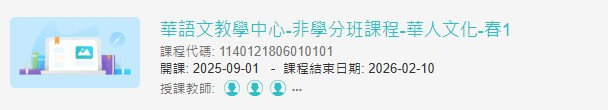 華語文教學中心-非學分班課程-華人文化-春1
課程代碼: 1140121806010101
開課: 2025-09-01 - 課程結束日期: 2026-02-10
授課教師: ...